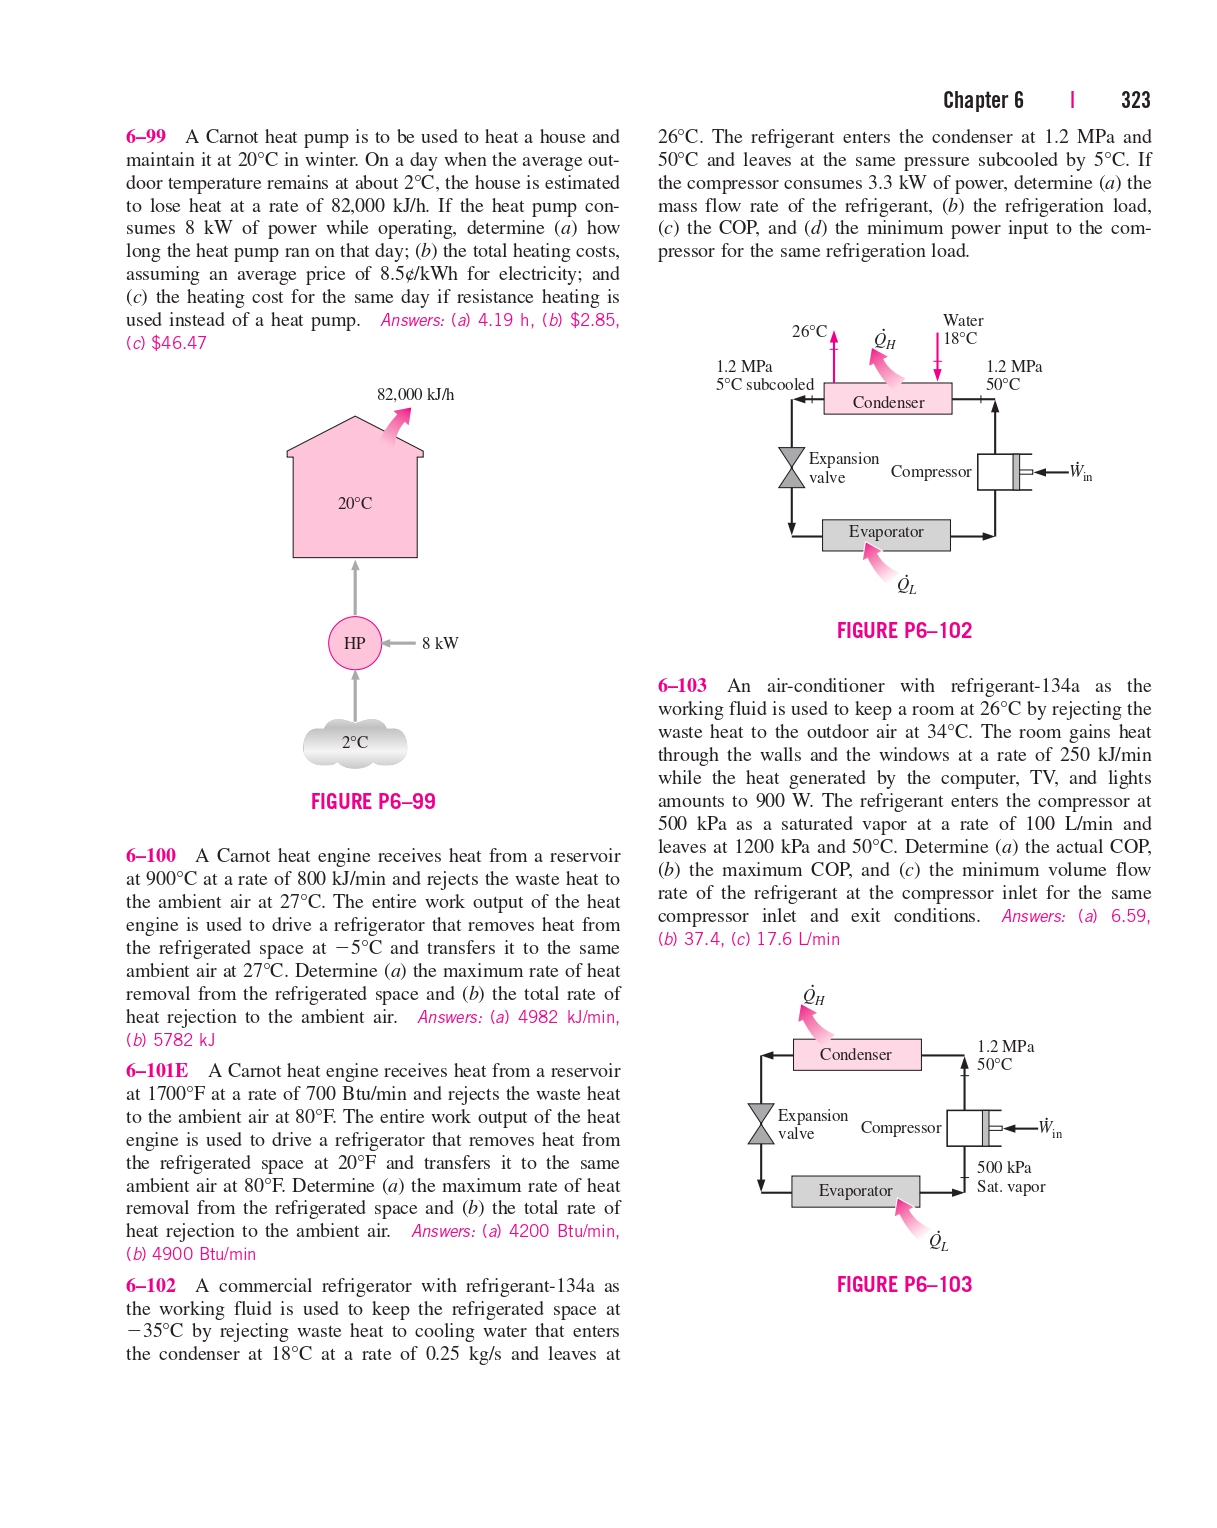 Chapter 6 | 323
6–99 A Carnot heat pump is to be used to heat a house and
maintain it at 20°C in winter. On a day when the average out-
door temperature remains at about 2°C, the house is estimated
to lose heat at a rate of 82,000 kJ/h. If the heat pump con-
sumes 8 kW of power while operating, determine (a) how
long the heat pump ran on that day; (b) the total heating costs,
assuming an average price of 8.5¢/kWh for electricity; and
(c) the heating cost for the same day if resistance heating is
used instead of a heat pump. Answers: (a) 4.19 h, (b) $2.85,
(c) $46.47
82,000 kJ/h
20°C
HP
8 kW
2°C
FIGURE P6–99
6–100 A Carnot heat engine receives heat from a reservoir
at 900°C at a rate of 800 kJ/min and rejects the waste heat to
the ambient air at 27°C. The entire work output of the heat
engine is used to drive a refrigerator that removes heat from
the refrigerated space at −5°C and transfers it to the same
ambient air at 27°C. Determine (a) the maximum rate of heat
removal from the refrigerated space and (b) the total rate of
heat rejection to the ambient air. Answers: (a) 4982 kJ/min,
(b) 5782 kJ
6–101E A Carnot heat engine receives heat from a reservoir
at 1700°F at a rate of 700 Btu/min and rejects the waste heat
to the ambient air at 80°F. The entire work output of the heat
engine is used to drive a refrigerator that removes heat from
the refrigerated space at 20°F and transfers it to the same
ambient air at 80°F. Determine (a) the maximum rate of heat
removal from the refrigerated space and (b) the total rate of
heat rejection to the ambient air. Answers: (a) 4200 Btu/min,
(b) 4900 Btu/min
6–102 A commercial refrigerator with refrigerant-134a as
the working fluid is used to keep the refrigerated space at
−35°C by rejecting waste heat to cooling water that enters
the condenser at 18°C at a rate of 0.25 kg/s and leaves at
26°C. The refrigerant enters the condenser at 1.2 MPa and
50°C and leaves at the same pressure subcooled by 5°C. If
the compressor consumes 3.3 kW of power, determine (a) the
mass flow rate of the refrigerant, (b) the refrigeration load,
(c) the COP, and (d) the minimum power input to the com-
pressor for the same refrigeration load.
26°C
Q̇H
Water
18°C
1.2 MPa
5°C subcooled
1.2 MPa
50°C
Condenser
Expansion
valve
Compressor
Ẇin
Evaporator
Q̇L
FIGURE P6–102
6–103 An air-conditioner with refrigerant-134a as the
working fluid is used to keep a room at 26°C by rejecting the
waste heat to the outdoor air at 34°C. The room gains heat
through the walls and the windows at a rate of 250 kJ/min
while the heat generated by the computer, TV, and lights
amounts to 900 W. The refrigerant enters the compressor at
500 kPa as a saturated vapor at a rate of 100 L/min and
leaves at 1200 kPa and 50°C. Determine (a) the actual COP,
(b) the maximum COP, and (c) the minimum volume flow
rate of the refrigerant at the compressor inlet for the same
compressor inlet and exit conditions. Answers: (a) 6.59,
(b) 37.4, (c) 17.6 L/min
Q̇H
Condenser
1.2 MPa
50°C
Expansion
valve
Compressor
Ẇin
500 kPa
Sat. vapor
Evaporator
Q̇L
FIGURE P6–103